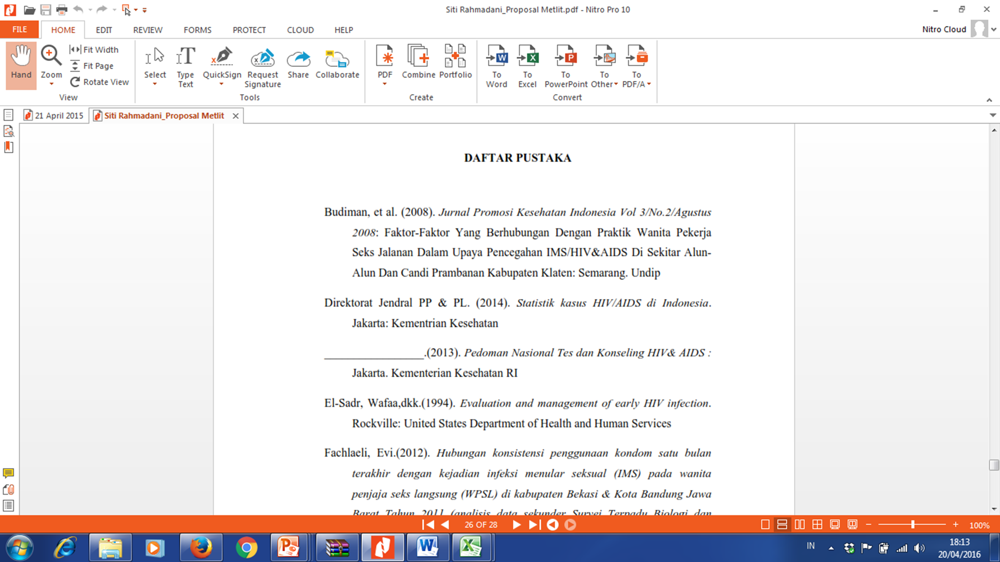 Siti Rahmadani_Proposal Metlit.pdf - Nitro Pro 10
FILE HOME EDIT REVIEW FORMS PROTECT CLOUD HELP
Nitro Cloud
Hand
Zoom
Fit Width
Fit Page
Rotate View
View
Select
Type Text
QuickSign
Request Signature
Share
Collaborate
Tools
PDF
Combine
Portfolio
Create
To Word
To Excel
To PowerPoint
To Other
To PDF/A
Convert
21 April 2015
Siti Rahmadani_Proposal Metlit
DAFTAR PUSTAKA
Budiman, et al. (2008). Jurnal Promosi Kesehatan Indonesia Vol 3/No.2/Agustus
2008: Faktor-Faktor Yang Berhubungan Dengan Praktik Wanita Pekerja
Seks Jalanan Dalam Upaya Pencegahan IMS/HIV&AIDS Di Sekitar Alun-
Alun Dan Candi Prambanan Kabupaten Klaten: Semarang. Undip
Direktorat Jendral PP & PL. (2014). Statistik kasus HIV/AIDS di Indonesia.
Jakarta: Kementrian Kesehatan
_________________.(2013). Pedoman Nasional Tes dan Konseling HIV& AIDS :
Jakarta. Kementerian Kesehatan RI
El-Sadr, Wafaa,dkk.(1994). Evaluation and management of early HIV infection.
Rockville: United States Department of Health and Human Services
Fachlaeli, Evi.(2012). Hubungan konsistensi penggunaan kondom satu bulan
terakhir dengan kejadian infeksi menular seksual (IMS) pada wanita
penjaja seks langsung (WPSL) di kabupaten Bekasi & Kota Bandung Jawa
Barat Tahun 2011 (analisis data sekunder Survei Terpadu Biologi dan
26 OF 28
100%
IN
18:13
20/04/2016